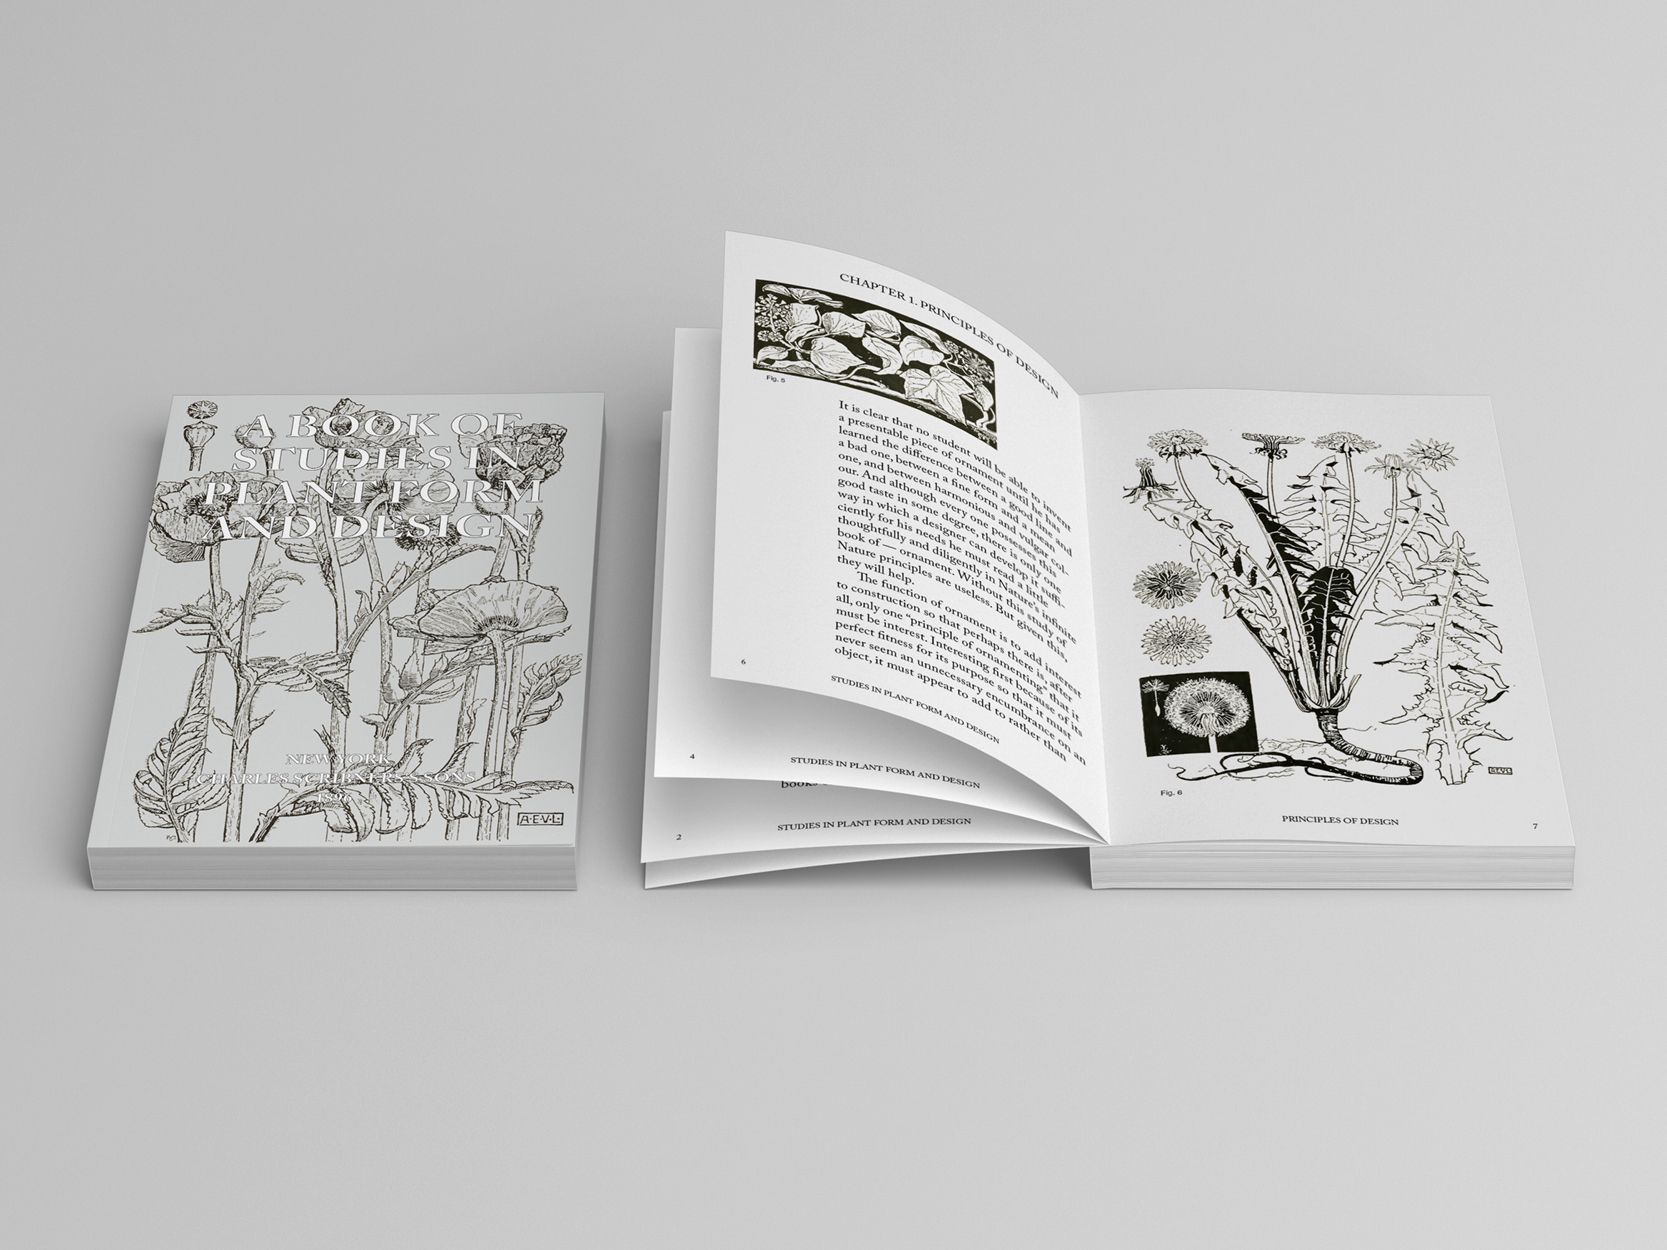 A BOOK OF
STUDIES IN
PLANT FORM
AND DESIGN
NEW YORK
CHARLES SCRIBNER'S SONS
A·E·V·L·
CHAPTER 1. PRINCIPLES OF DESIGN
Fig. 5
It is clear that no student will be able to invent
a presentable piece of ornament until he has
learned the difference between a good line and
a bad one, between a fine form and a mean
one, and between harmonious and a gar col-
our. And although every one possesses this
good taste in some degree, there is only one
way in which a designer can develop it suffi-
ciently for his needs he must read a little
thoughtfully and diligently in Nature's infinite
book of — ornament. Without this study of
Nature principles are useless. But given this,
they will help.
The function of ornament is to add interest
to construction so that perhaps there is, after
all, only one "principle of ornamenting," that it
must be interest. Interesting first because of its
perfect fitness for its purpose so that it must
never seem an unnecessary encumbrance on an
object, it must appear to add to rather than
6
STUDIES IN PLANT FORM AND DESIGN
4
STUDIES IN PLANT FORM AND DESIGN
books
2
STUDIES IN PLANT FORM AND DESIGN
A·E·V·L·
Fig. 6
PRINCIPLES OF DESIGN
7